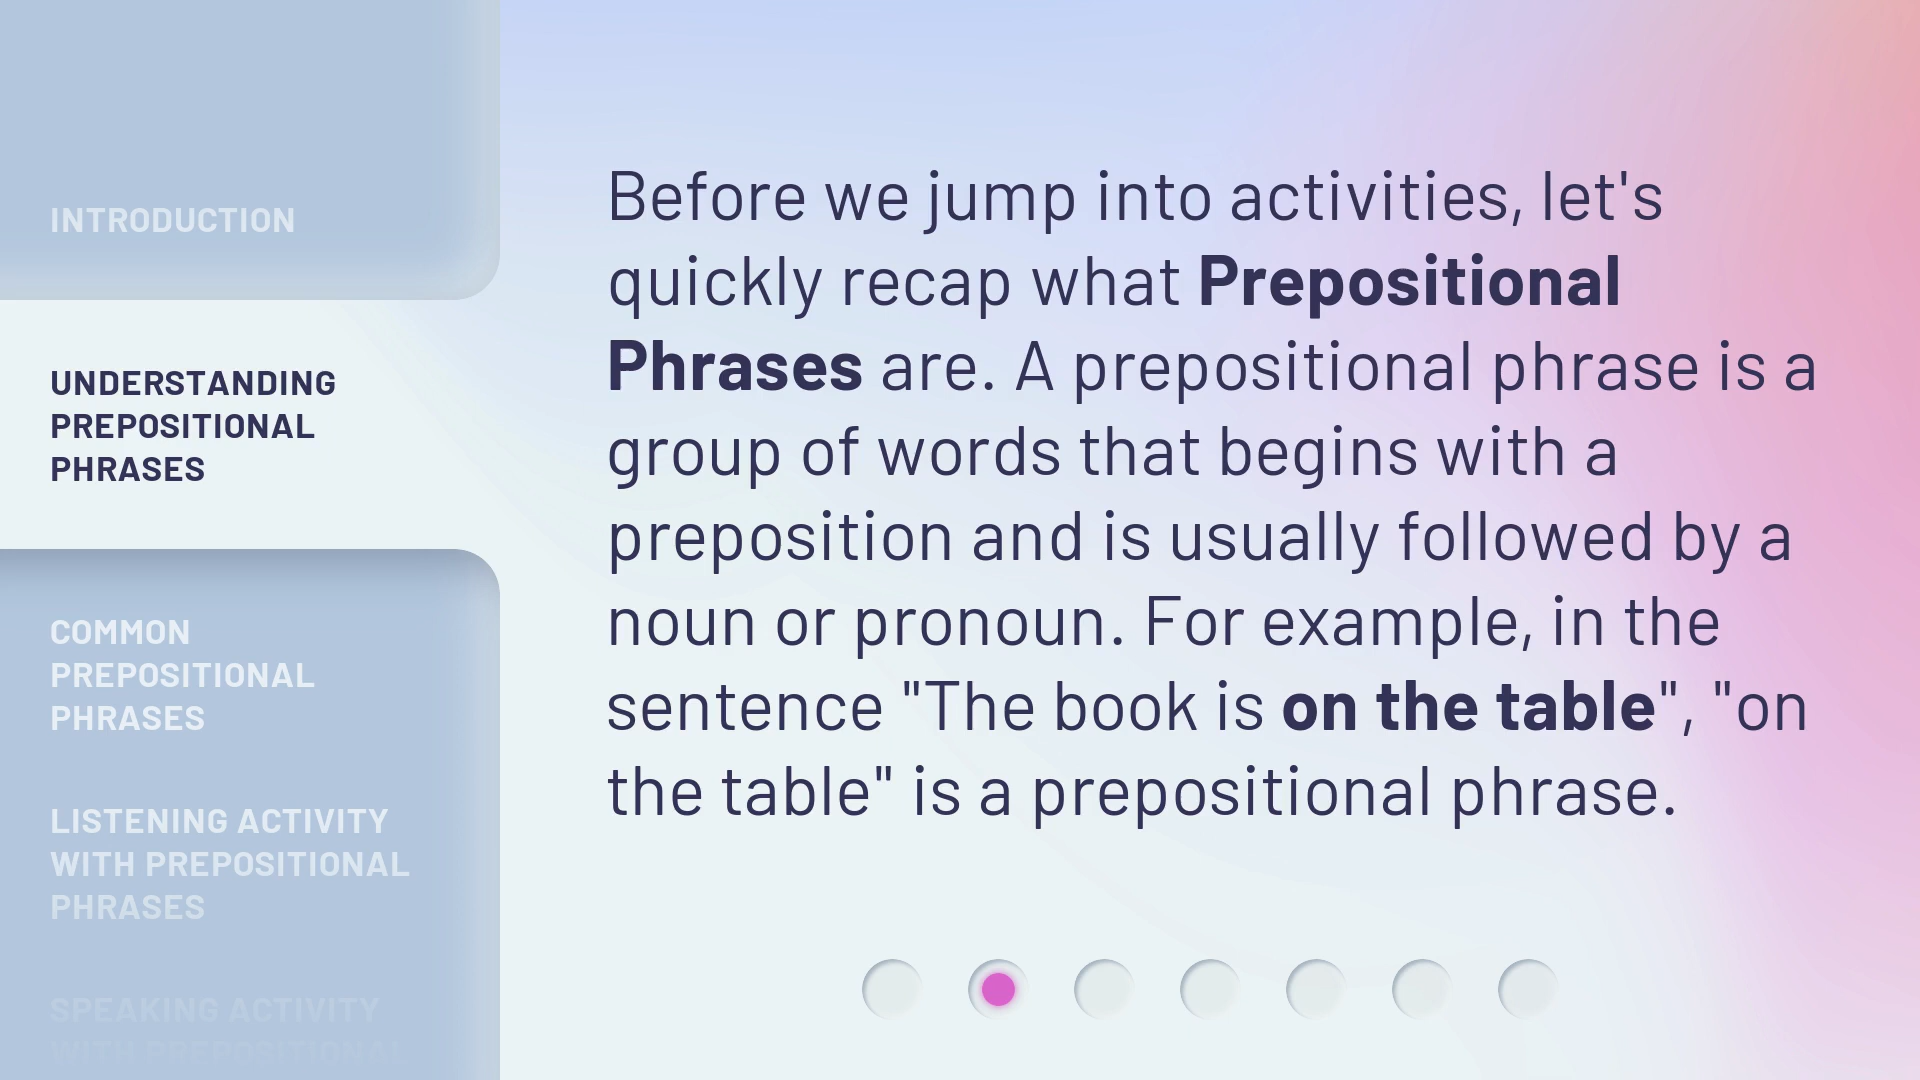 INTRODUCTION
UNDERSTANDING
PREPOSITIONAL
PHRASES
COMMON
PREPOSITIONAL
PHRASES
LISTENING ACTIVITY
WITH PREPOSITIONAL
PHRASES
SPEAKING ACTIVITY
WITH PREPOSITIONAL
Before we jump into activities, let's
quickly recap what Prepositional
Phrases are. A prepositional phrase is a
group of words that begins with a
preposition and is usually followed by a
noun or pronoun. For example, in the
sentence "The book is on the table", "on
the table" is a prepositional phrase.